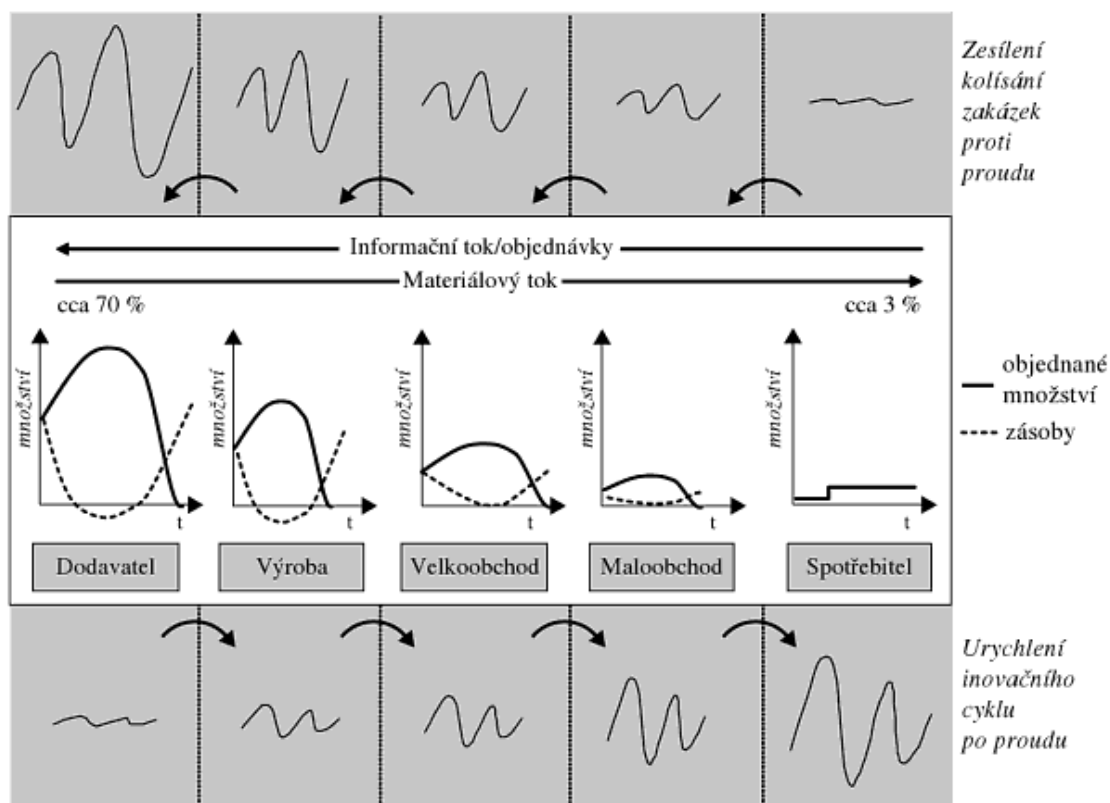 Zesílení
kolísání
zakázek
proti
proudu
Informační tok/objednávky
Materiálový tok
cca 70 %
cca 3 %
množství
t
množství
t
množství
t
množství
t
množství
t
objednané
množství
zásoby
Dodavatel
Výroba
Velkoobchod
Maloobchod
Spotřebitel
Urychlení
inovačního
cyklu
po proudu